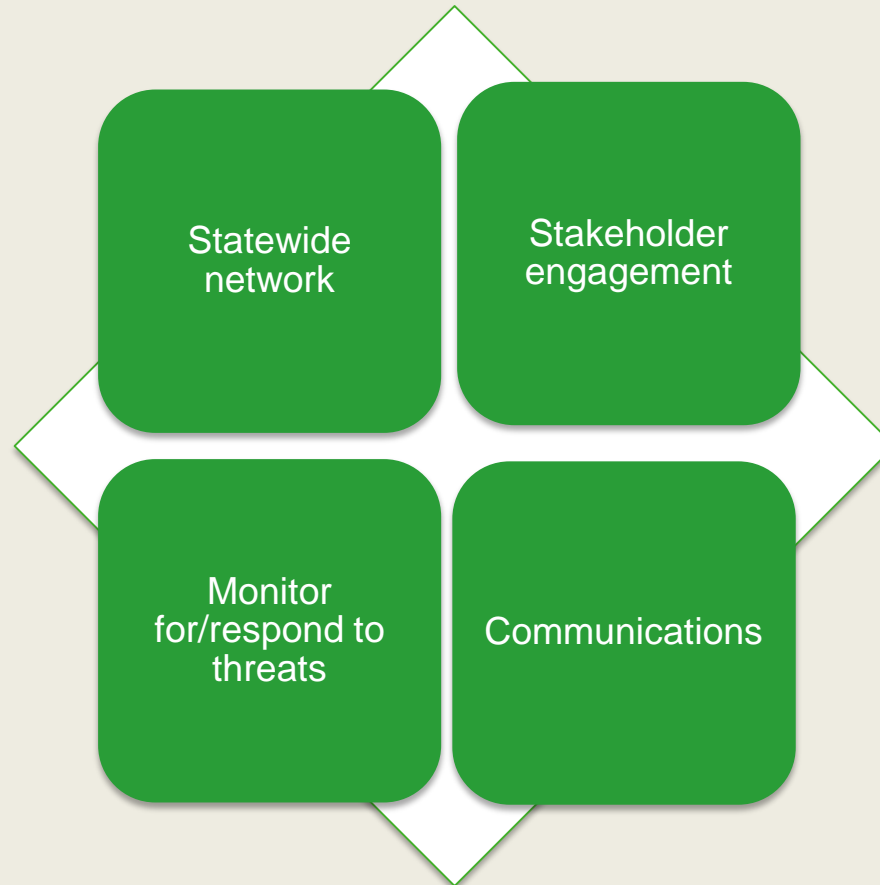 Statewide
network
Stakeholder
engagement
Monitor
for/respond to
threats
Communications